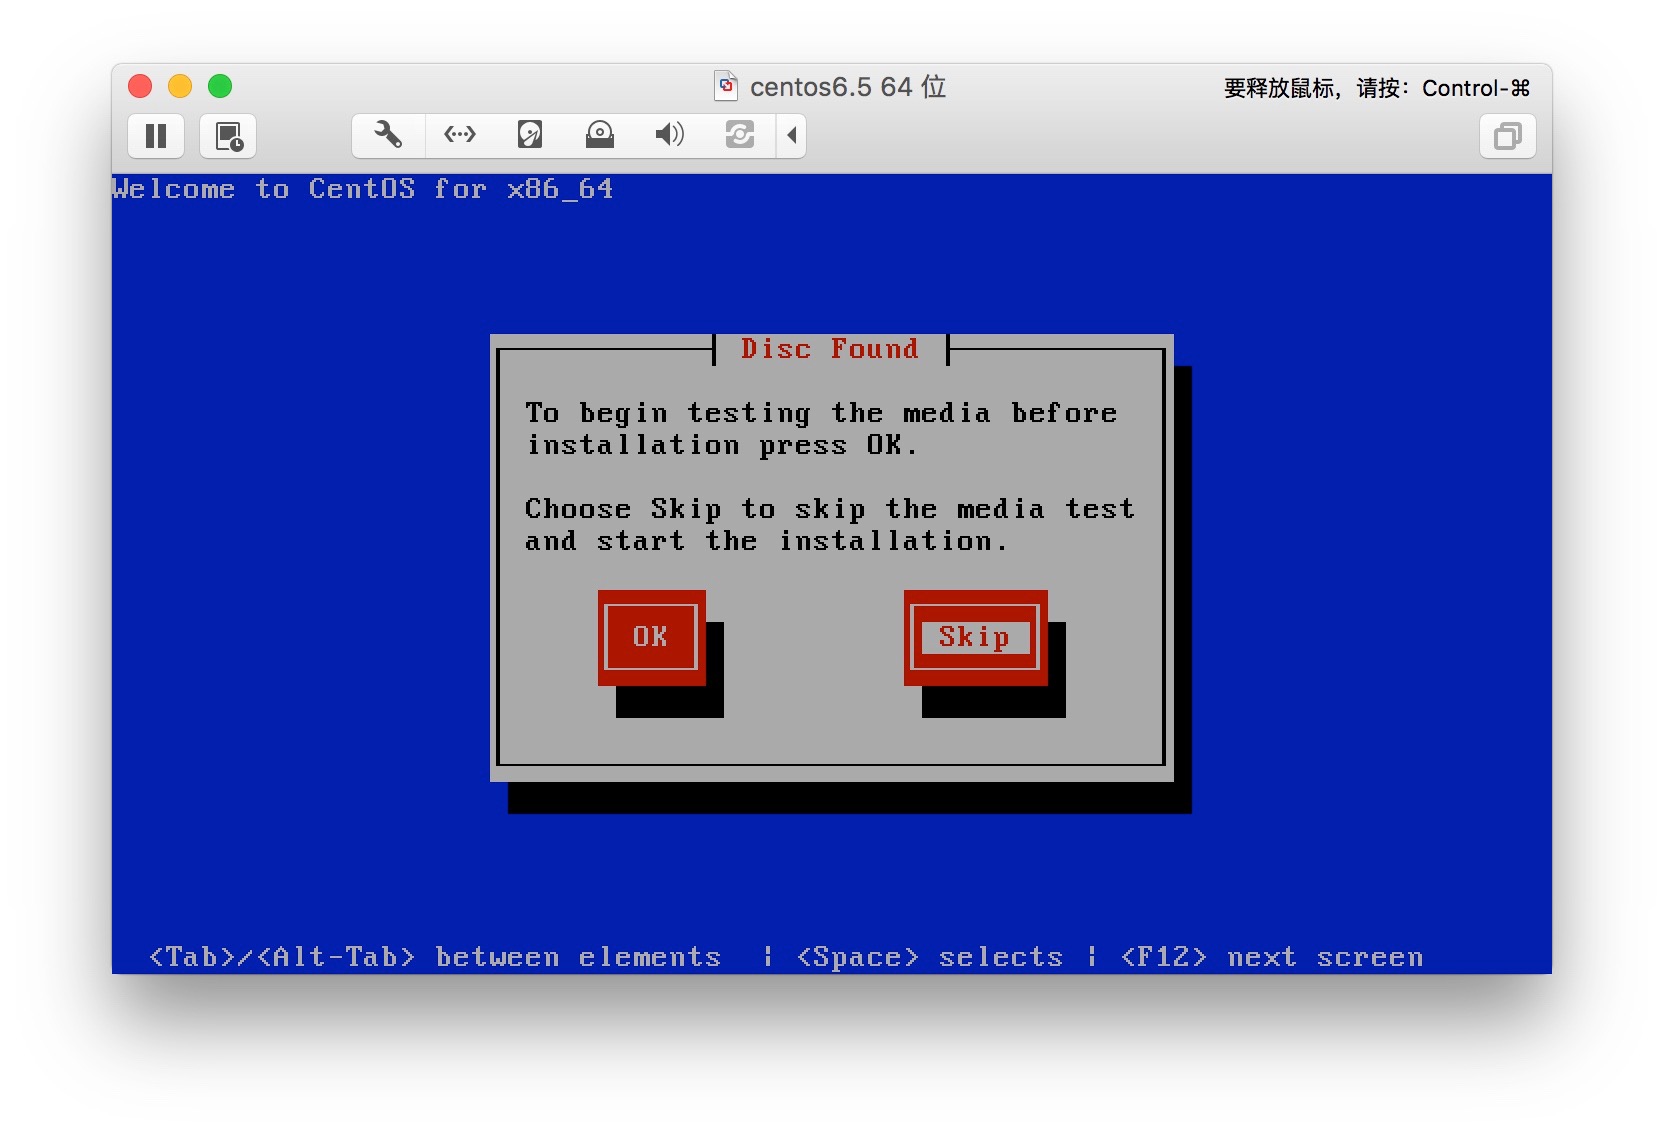 centos6.5 64 位
要释放鼠标，请按：Control-⌘
Welcome to CentOS for x86_64
Disc Found
To begin testing the media before
installation press OK.
Choose Skip to skip the media test
and start the installation.
OK
Skip
<Tab>/<Alt-Tab> between elements | <Space> selects | <F12> next screen